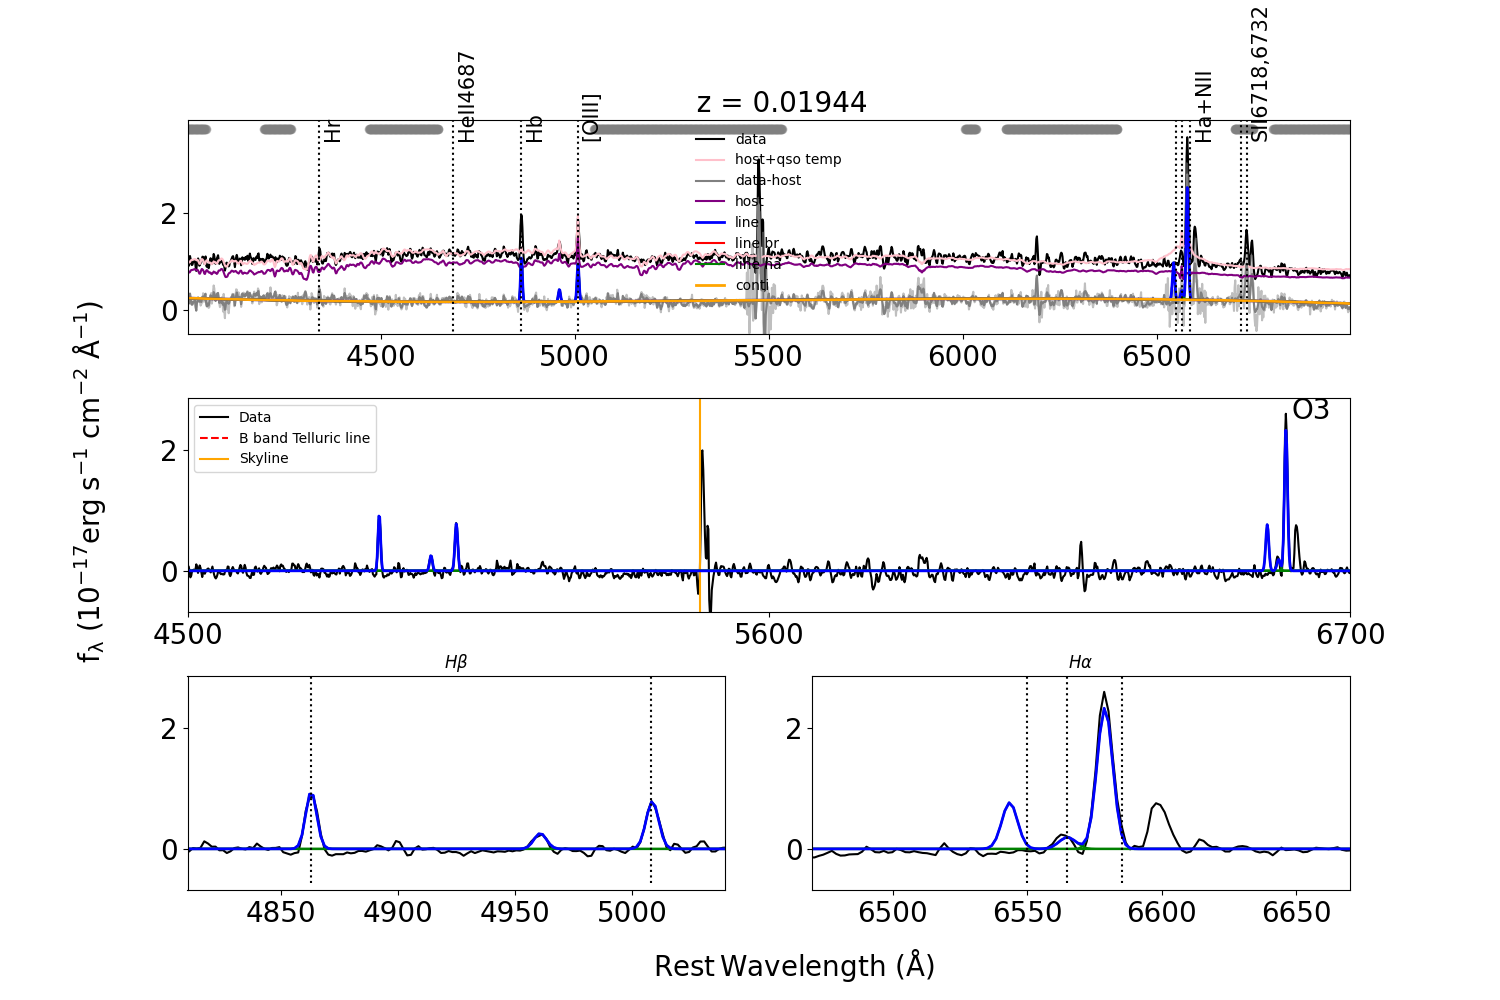 z = 0.01944
Hr
HeII4687
Hb
[OIII]
Ha+NII
SII6718,6732
data
host+qso temp
data-host
host
line
line br
line na
conti
2
0
4500
5000
5500
6000
6500
fλ (10⁻¹⁷erg s⁻¹ cm⁻² Å⁻¹)
Data
B band Telluric line
Skyline
O3
2
0
4500
5600
6700
Hβ
2
0
4850
4900
4950
5000
Hα
2
0
6500
6550
6600
6650
Rest Wavelength (Å)